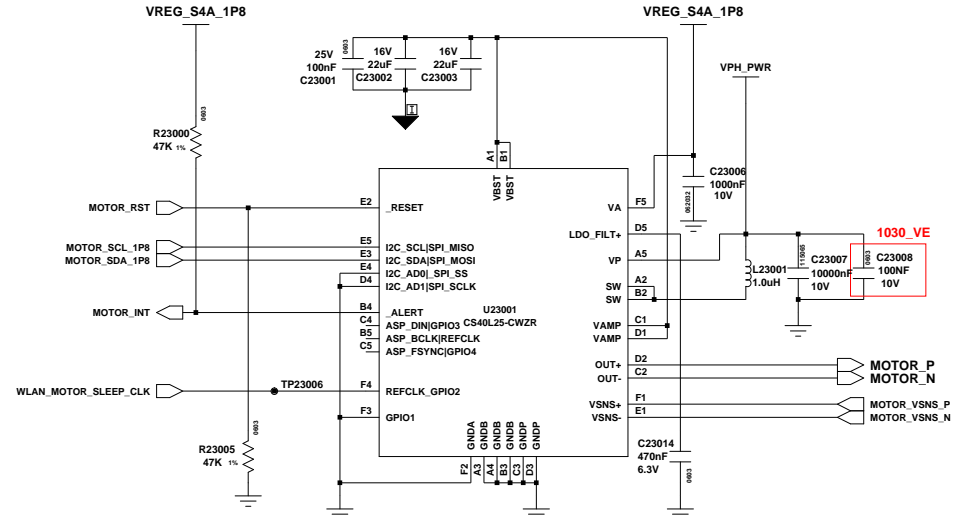 VREG_S4A_1P8
VREG_S4A_1P8
25V
100nF
C23001
0603
16V
22uF
C23002
16V
22uF
C23003
VPH_PWR
0603
R23000
47K 1%
A1
B1
VBST
VBST
C23006
1000nF
10V
062032
MOTOR_RST
E2
_RESET
VA
F5
LDO_FILT+
D5
1030_VE
MOTOR_SCL_1P8
E5
I2C_SCL|SPI_MISO
MOTOR_SDA_1P8
E3
I2C_SDA|SPI_MOSI
E4
I2C_AD0|_SPI_SS
D4
I2C_AD1|SPI_SCLK
VP
A5
SW
A2
SW
B2
L23001
1.0uH
115065
C23007
10000nF
10V
0603
C23008
100NF
10V
U23001
CS40L25-CWZR
MOTOR_INT
B4
_ALERT
C4
ASP_DIN|GPIO3
B5
ASP_BCLK|REFCLK
C5
ASP_FSYNC|GPIO4
VAMP
C1
VAMP
D1
OUT+
D2
MOTOR_P
OUT-
C2
MOTOR_N
WLAN_MOTOR_SLEEP_CLK
TP23006
F4
REFCLK_GPIO2
VSNS+
F1
MOTOR_VSNS_P
VSNS-
E1
MOTOR_VSNS_N
F3
GPIO1
0603
R23005
47K 1%
GNDA
GNDB
GNDB
GNDB
GNDP
GNDP
F2
A3
A4
B3
C3
D3
C23014
470nF
6.3V
0603